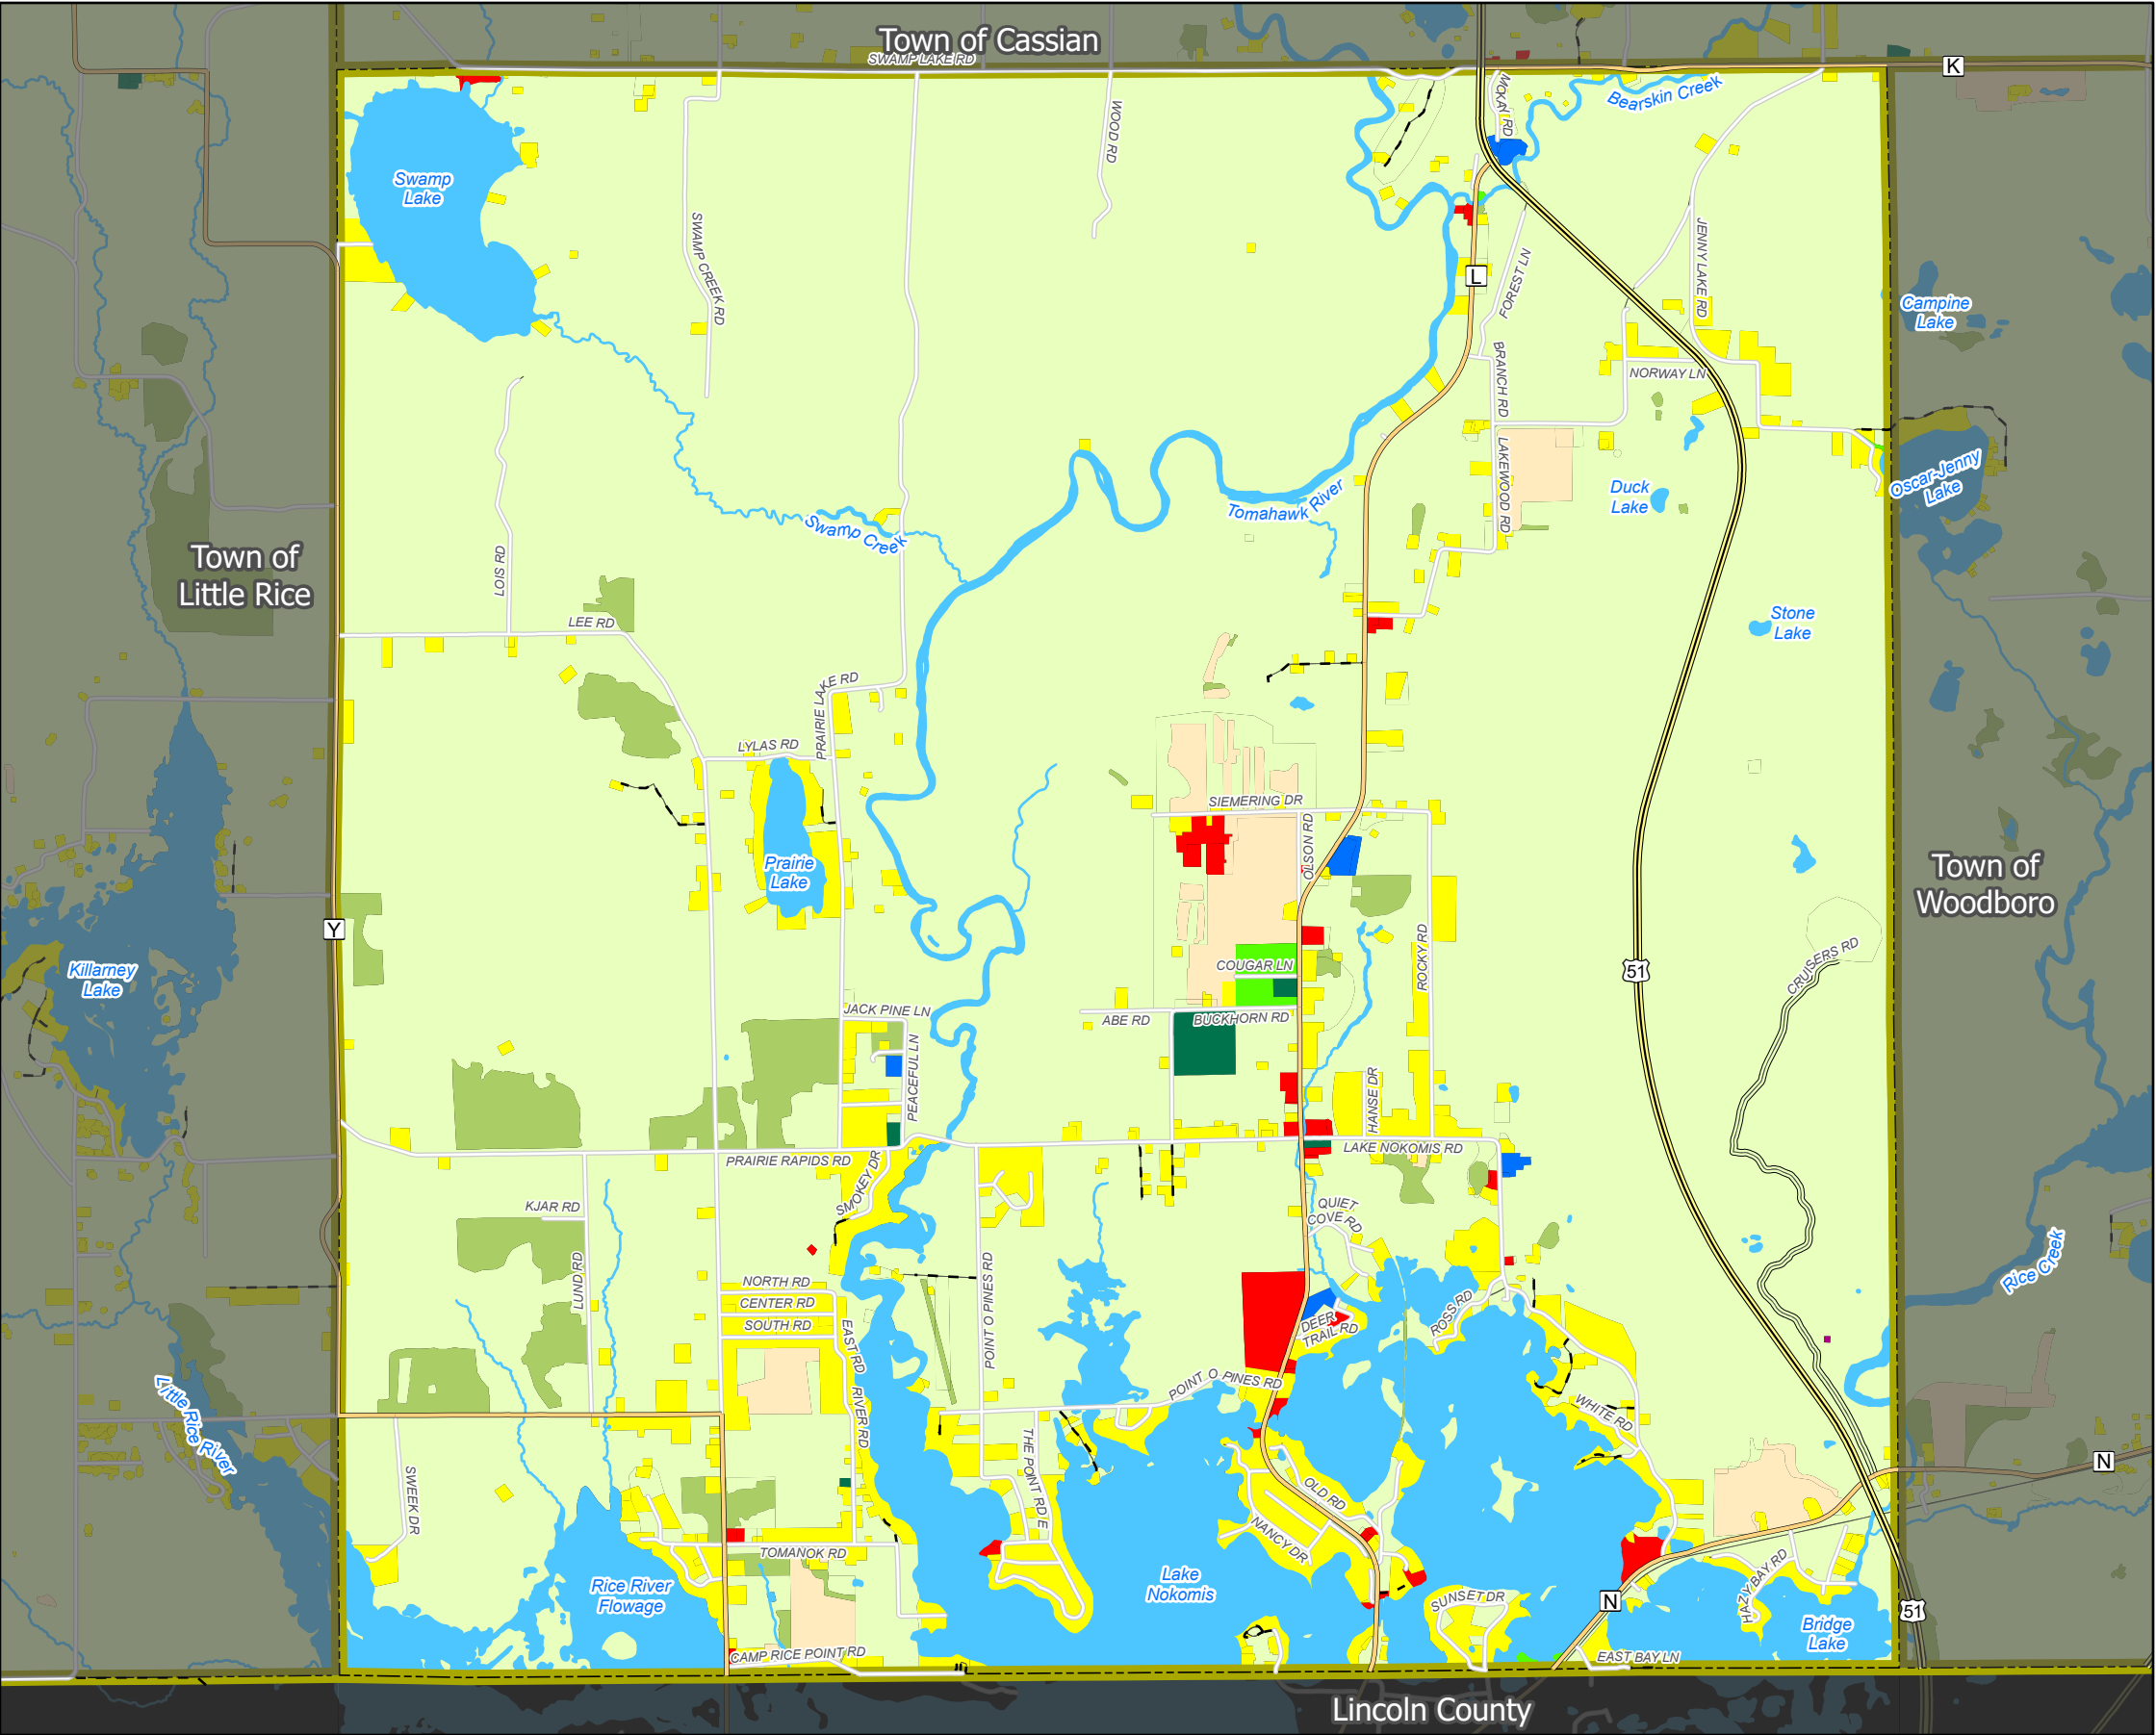 Town of Cassian
SWAMP LAKE RD
K
MCKAY RD
Bearskin Creek
WOOD RD
Swamp
Lake
SWAMP CREEK RD
L
FOREST LN
JENNY LAKE RD
Campine
Lake
BRANCH RD
NORWAY LN
LAKEWOOD RD
Duck
Lake
Oscar-Jenny
Lake
Tomahawk River
Swamp Creek
Town of
Little Rice
LOIS RD
LEE RD
Stone
Lake
PRAIRIE LAKE RD
LYLAS RD
SIEMERING DR
OLSON RD
Prairie
Lake
Town of
Woodboro
Y
ROCKY RD
CRUISERS RD
51
Killarney
Lake
COUGAR LN
JACK PINE LN
ABE RD
BUCKHORN RD
PEACEFUL LN
HANSE DR
LAKE NOKOMIS RD
PRAIRIE RAPIDS RD
SMOKEY DR
KJAR RD
QUIET
COVE RD
LUND RD
POINT O PINES RD
Rice Creek
NORTH RD
CENTER RD
SOUTH RD
EAST RD
ROSS RD
DEER
TRAIL RD
POINT O PINES RD
RIVER RD
WHITE RD
Little Rice River
THE POINT RD E
SWEEK DR
OLD RD
NANCY DR
N
TOMANOK RD
Rice River
Flowage
Lake
Nokomis
SUNSET DR
HAZY BAY RD
N
51
Bridge
Lake
CAMP RICE POINT RD
EAST BAY LN
Lincoln County